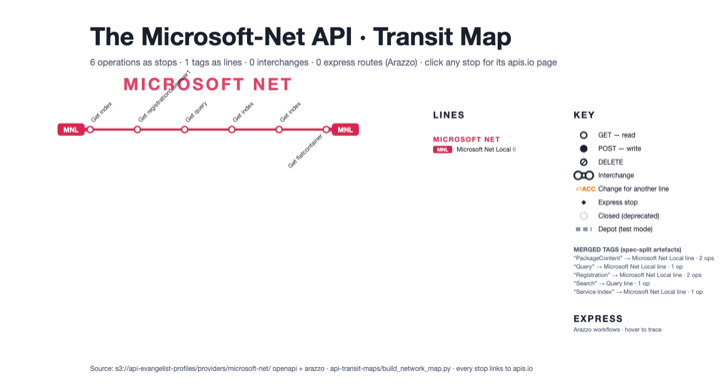 The Microsoft-Net API · Transit Map
6 operations as stops · 1 tags as lines · 0 interchanges · 0 express routes (Arazzo) · click any stop for its apis.io page
MICROSOFT NET
MNL
Get index
Get query
Get index
Get index
Get flatcontainer
MNL
LINES
MICROSOFT NET
MNL Microsoft Net Local 6
KEY
GET — read
POST — write
DELETE
Interchange
⇄ACC Change for another line
Express stop
Closed (deprecated)
Depot (test mode)
MERGED TAGS (spec-split artefacts)
"PackageContent" → Microsoft Net Local line · 2 ops
"Query" → Microsoft Net Local line · 1 op
"Registration" → Microsoft Net Local line · 2 ops
"Search" → Query line · 1 op
"Service Index" → Microsoft Net Local line · 1 op
EXPRESS
Arazzo workflows · hover to trace
Source: s3://api-evangelist-profiles/providers/microsoft-net/ openapi + arazzo · api-transit-maps/build_network_map.py · every stop links to apis.io